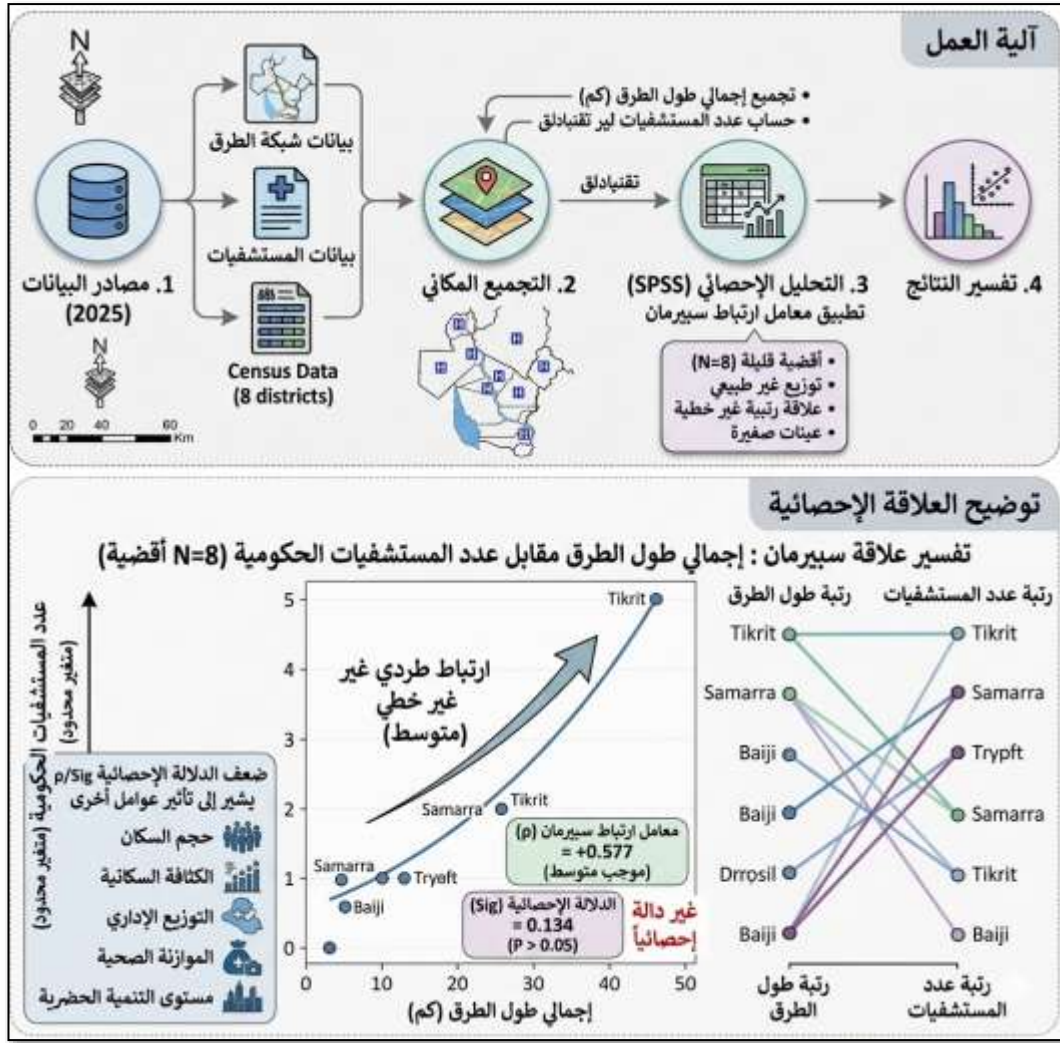 آلية العمل
N
بيانات شبكة الطرق
بيانات المستشفيات
Census Data
(8 districts)
1. مصادر البيانات
(2025)
N
0 20 40 60
Km
• تجميع إجمالي طول الطرق (كم)
• حساب عدد المستشفيات لير تقنبادلق
2. التجميع المكاني
H H H H H H H H H
تقنبادلق
3. التحليل الإحصائي (SPSS)
تطبيق معامل ارتباط سبيرمان
• أقضية قليلة (N=8)
• توزيع غير طبيعي
• علاقة رتبية غير خطية
• عينات صغيرة
4. تفسير النتائج
توضيح العلاقة الإحصائية
تفسير علاقة سبيرمان : إجمالي طول الطرق مقابل عدد المستشفيات الحكومية (N=8 أقضية)
عدد المستشفيات الحكومية (متغير محدود)
(متغير محدود)
ضعف الدلالة الإحصائية p/Sig
يشير إلى تأثير عوامل أخرى
حجم السكان
الكثافة السكانية
التوزيع الإداري
الموازنة الصحية
مستوى التنمية الحضرية
5
4
3
2
1
0
0 10 20 30 40 50
إجمالي طول الطرق (كم)
ارتباط طردي غير
غير خطي
(متوسط)
Tikrit
Tikrit
Samarra
Samarra
Baiji
معامل ارتباط سبيرمان (ρ)
= +0.577
(موجب متوسط)
الدلالة الإحصائية (Sig)
= 0.134
(P > 0.05)
غير دالة
إحصائياً
رتبة طول الطرق
Tikrit
Samarra
Baiji
Baiji
Baiji
رتبة طول
الطرق
رتبة عدد المستشفيات
Tikrit
Samarra
Trypft
Samarra
Tikrit
Baiji
رتبة عدد
المستشفيات